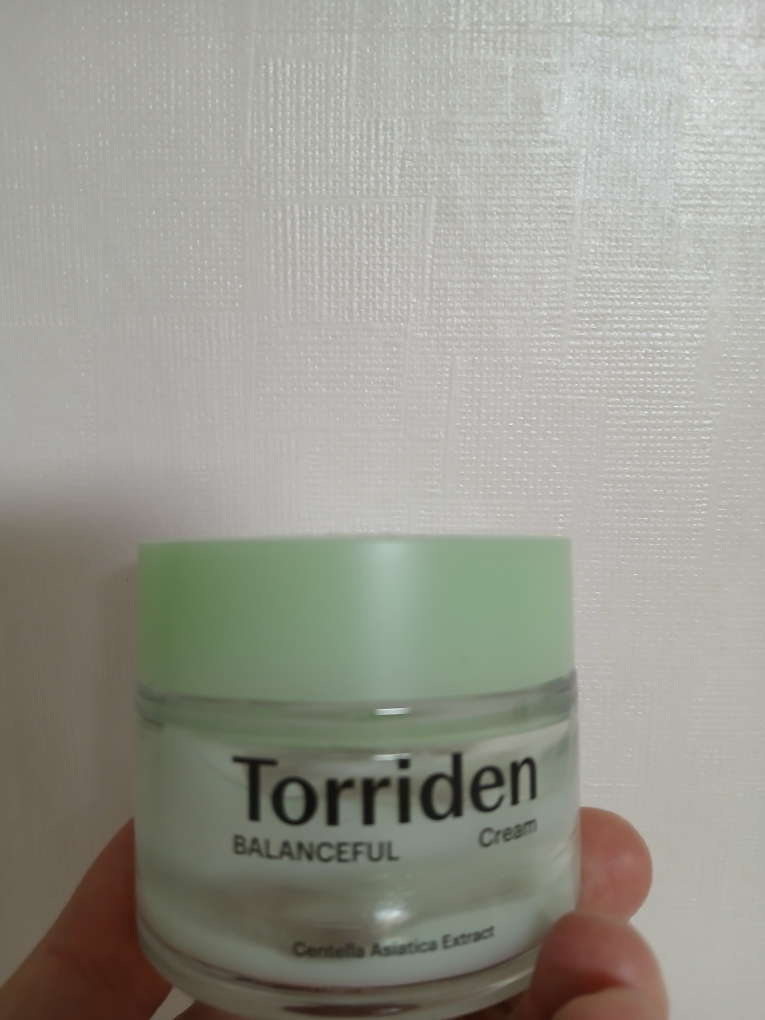 Torriden
BALANCEFUL Cream
Centella Asiatica Extract